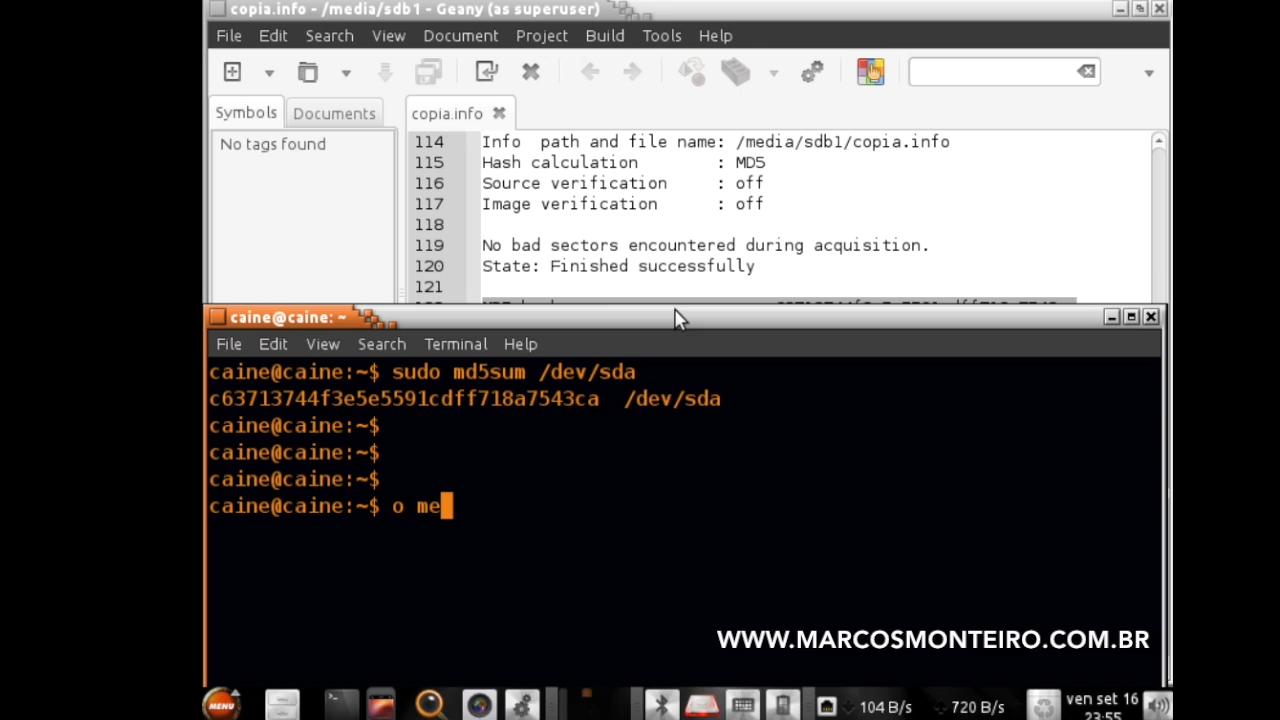 copia.info - /media/sdb1 - Geany (as superuser)
File Edit Search View Document Project Build Tools Help
Symbols Documents copia.info
No tags found
114 Info  path and file name: /media/sdb1/copia.info
115 Hash calculation : MD5
116 Source verification : off
117 Image verification : off
118
119 No bad sectors encountered during acquisition.
120 State: Finished successfully
121
caine@caine: ~
File Edit View Search Terminal Help
caine@caine:~$ sudo md5sum /dev/sda
c63713744f3e5e5591cdff718a7543ca  /dev/sda
caine@caine:~$
caine@caine:~$
caine@caine:~$
caine@caine:~$ o me
WWW.MARCOSMONTEIRO.COM.BR
MENU 104 B/s 720 B/s ven set 16
23:55